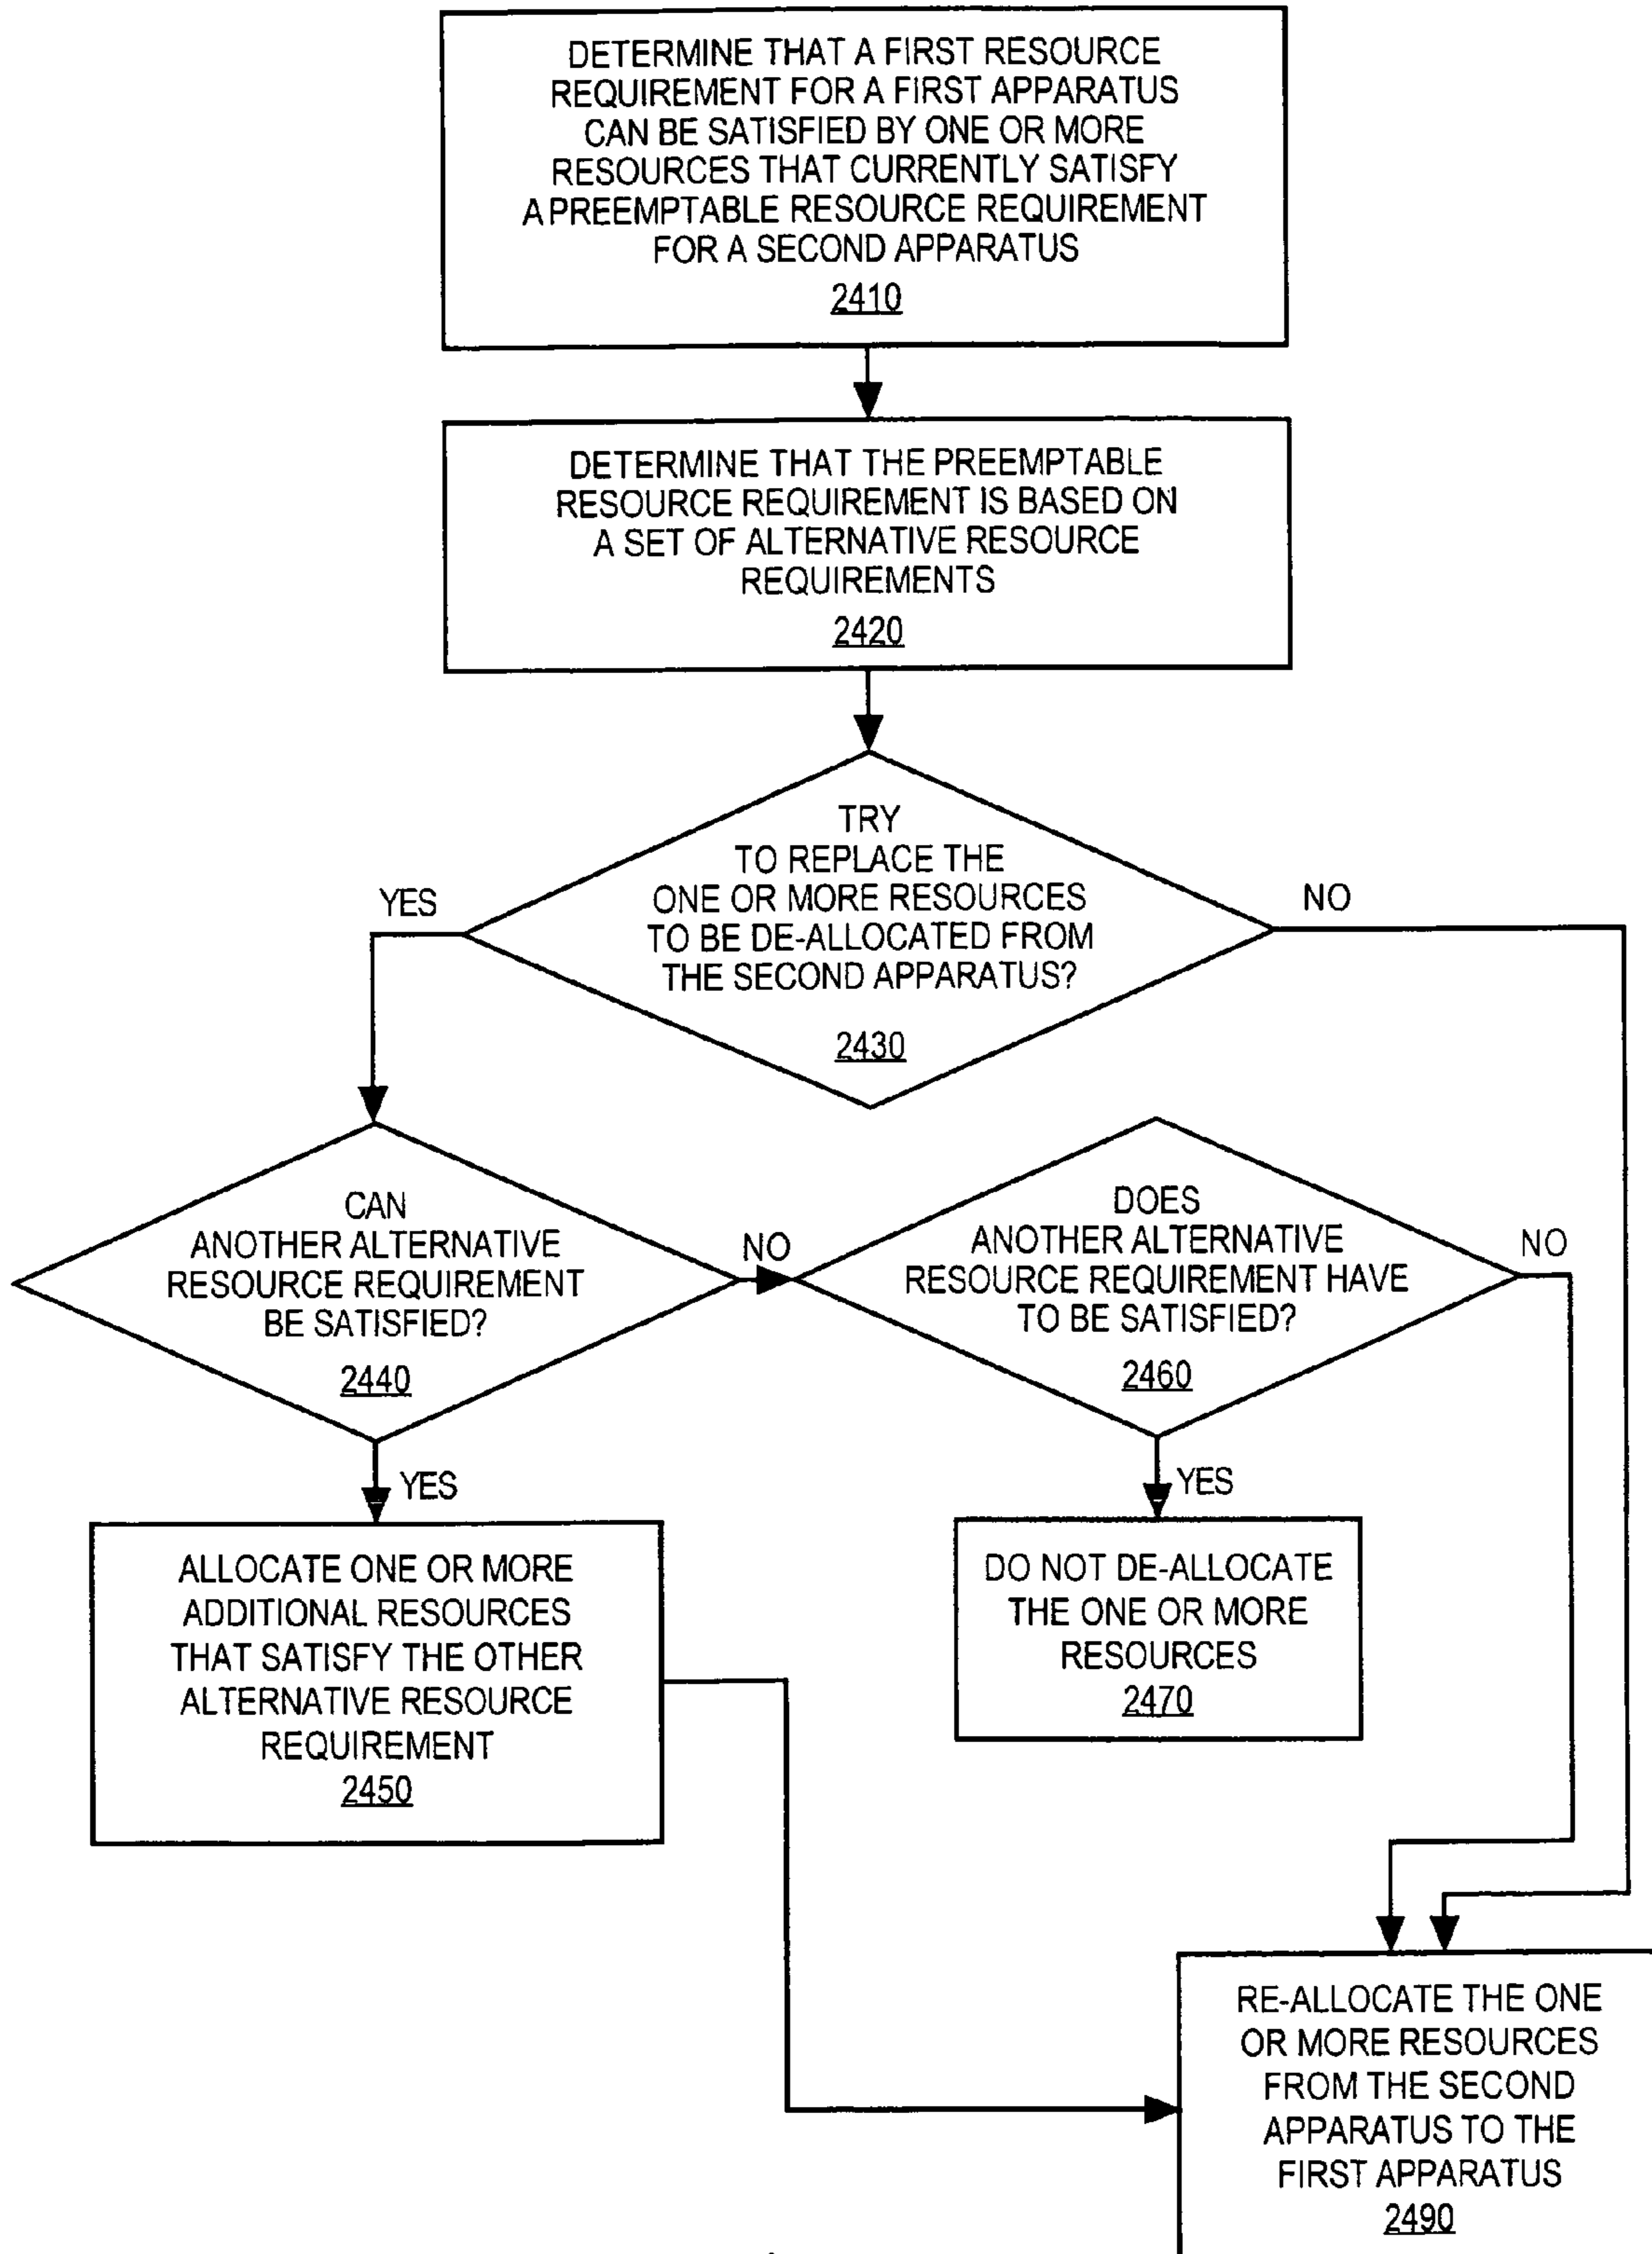 DETERMINE THAT A FIRST RESOURCE
REQUIREMENT FOR A FIRST APPARATUS
CAN BE SATISFIED BY ONE OR MORE
RESOURCES THAT CURRENTLY SATISFY
A PREEMPTABLE RESOURCE REQUIREMENT
FOR A SECOND APPARATUS
2410
DETERMINE THAT THE PREEMPTABLE
RESOURCE REQUIREMENT IS BASED ON
A SET OF ALTERNATIVE RESOURCE
REQUIREMENTS
2420
TRY
TO REPLACE THE
ONE OR MORE RESOURCES
TO BE DE-ALLOCATED FROM
THE SECOND APPARATUS?
2430
YES
NO
CAN
ANOTHER ALTERNATIVE
RESOURCE REQUIREMENT
BE SATISFIED?
2440
NO
YES
DOES
ANOTHER ALTERNATIVE
RESOURCE REQUIREMENT HAVE
TO BE SATISFIED?
2460
NO
YES
ALLOCATE ONE OR MORE
ADDITIONAL RESOURCES
THAT SATISFY THE OTHER
ALTERNATIVE RESOURCE
REQUIREMENT
2450
DO NOT DE-ALLOCATE
THE ONE OR MORE
RESOURCES
2470
RE-ALLOCATE THE ONE
OR MORE RESOURCES
FROM THE SECOND
APPARATUS TO THE
FIRST APPARATUS
2490